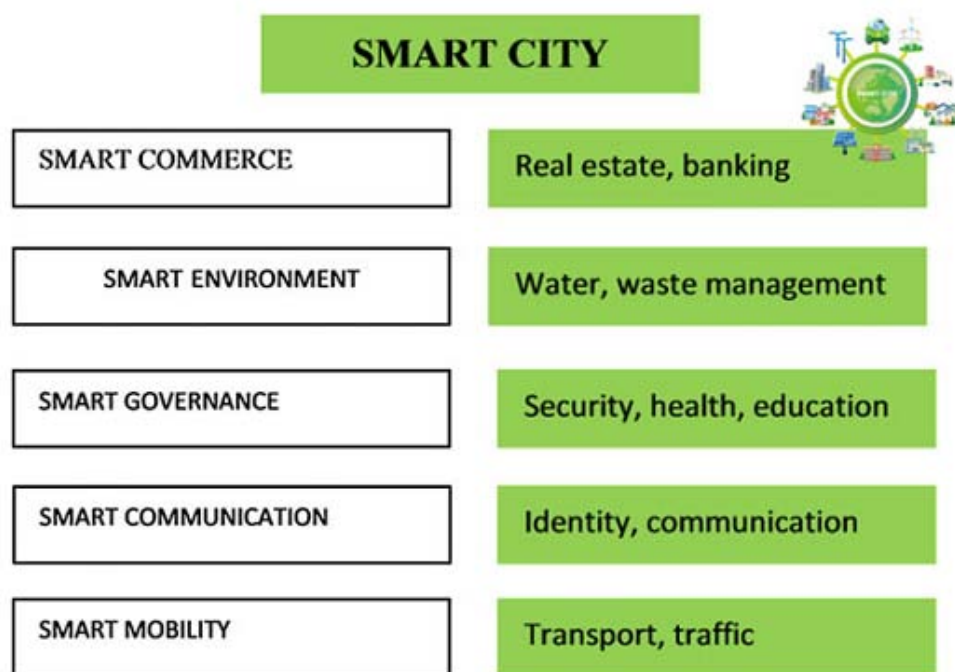 SMART CITY
SMART COMMERCE
Real estate, banking
SMART ENVIRONMENT
Water, waste management
SMART GOVERNANCE
Security, health, education
SMART COMMUNICATION
Identity, communication
SMART MOBILITY
Transport, traffic